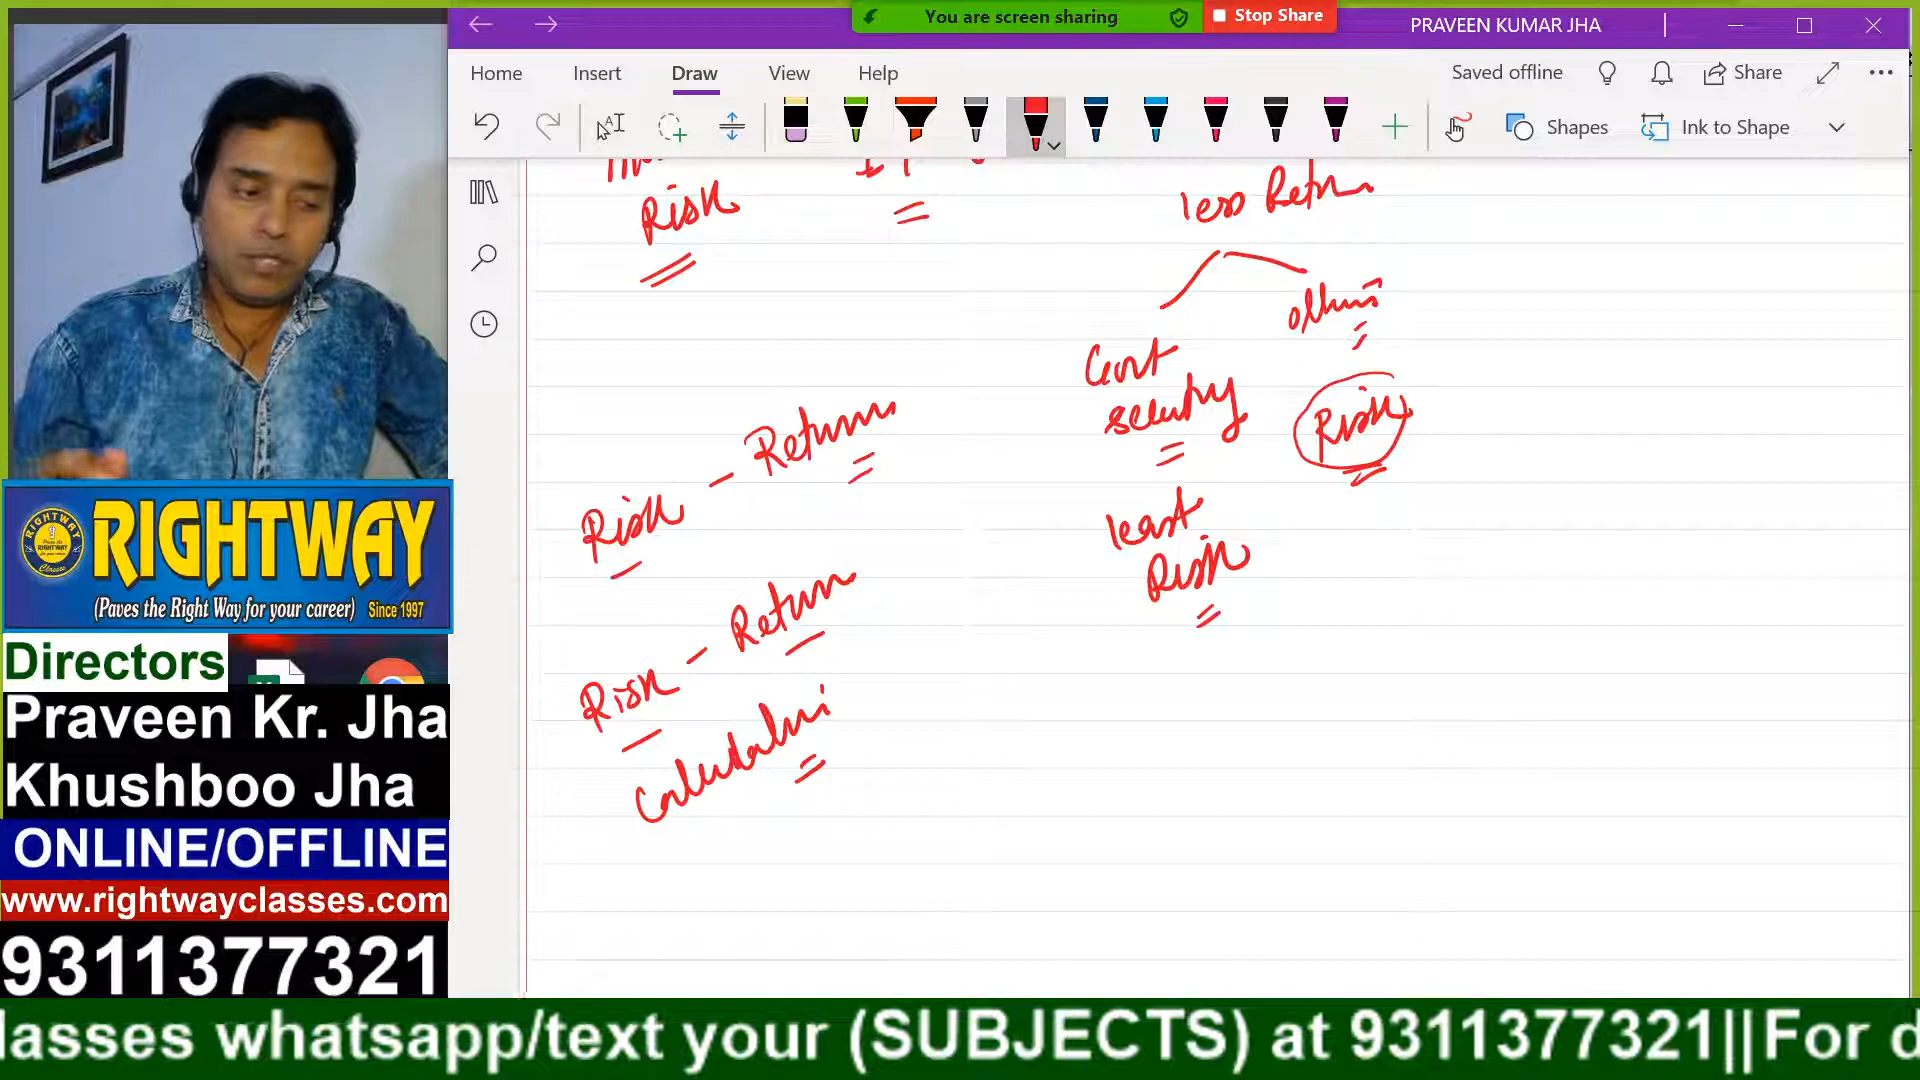 You are screen sharing
Stop Share
PRAVEEN KUMAR JHA
Home Insert Draw View Help
Saved offline
Share
Shapes
Ink to Shape
Risk
less Return
others
Govt
security
Risk
Risk - Return
least
Risk
Risk - Return
RIGHTWAY
(Paves the Right Way for your career) Since 1997
Directors
Praveen Kr. Jha
Khushboo Jha
ONLINE/OFFLINE
www.rightwayclasses.com
9311377321
lasses whatsapp/text your (SUBJECTS) at 9311377321||For d